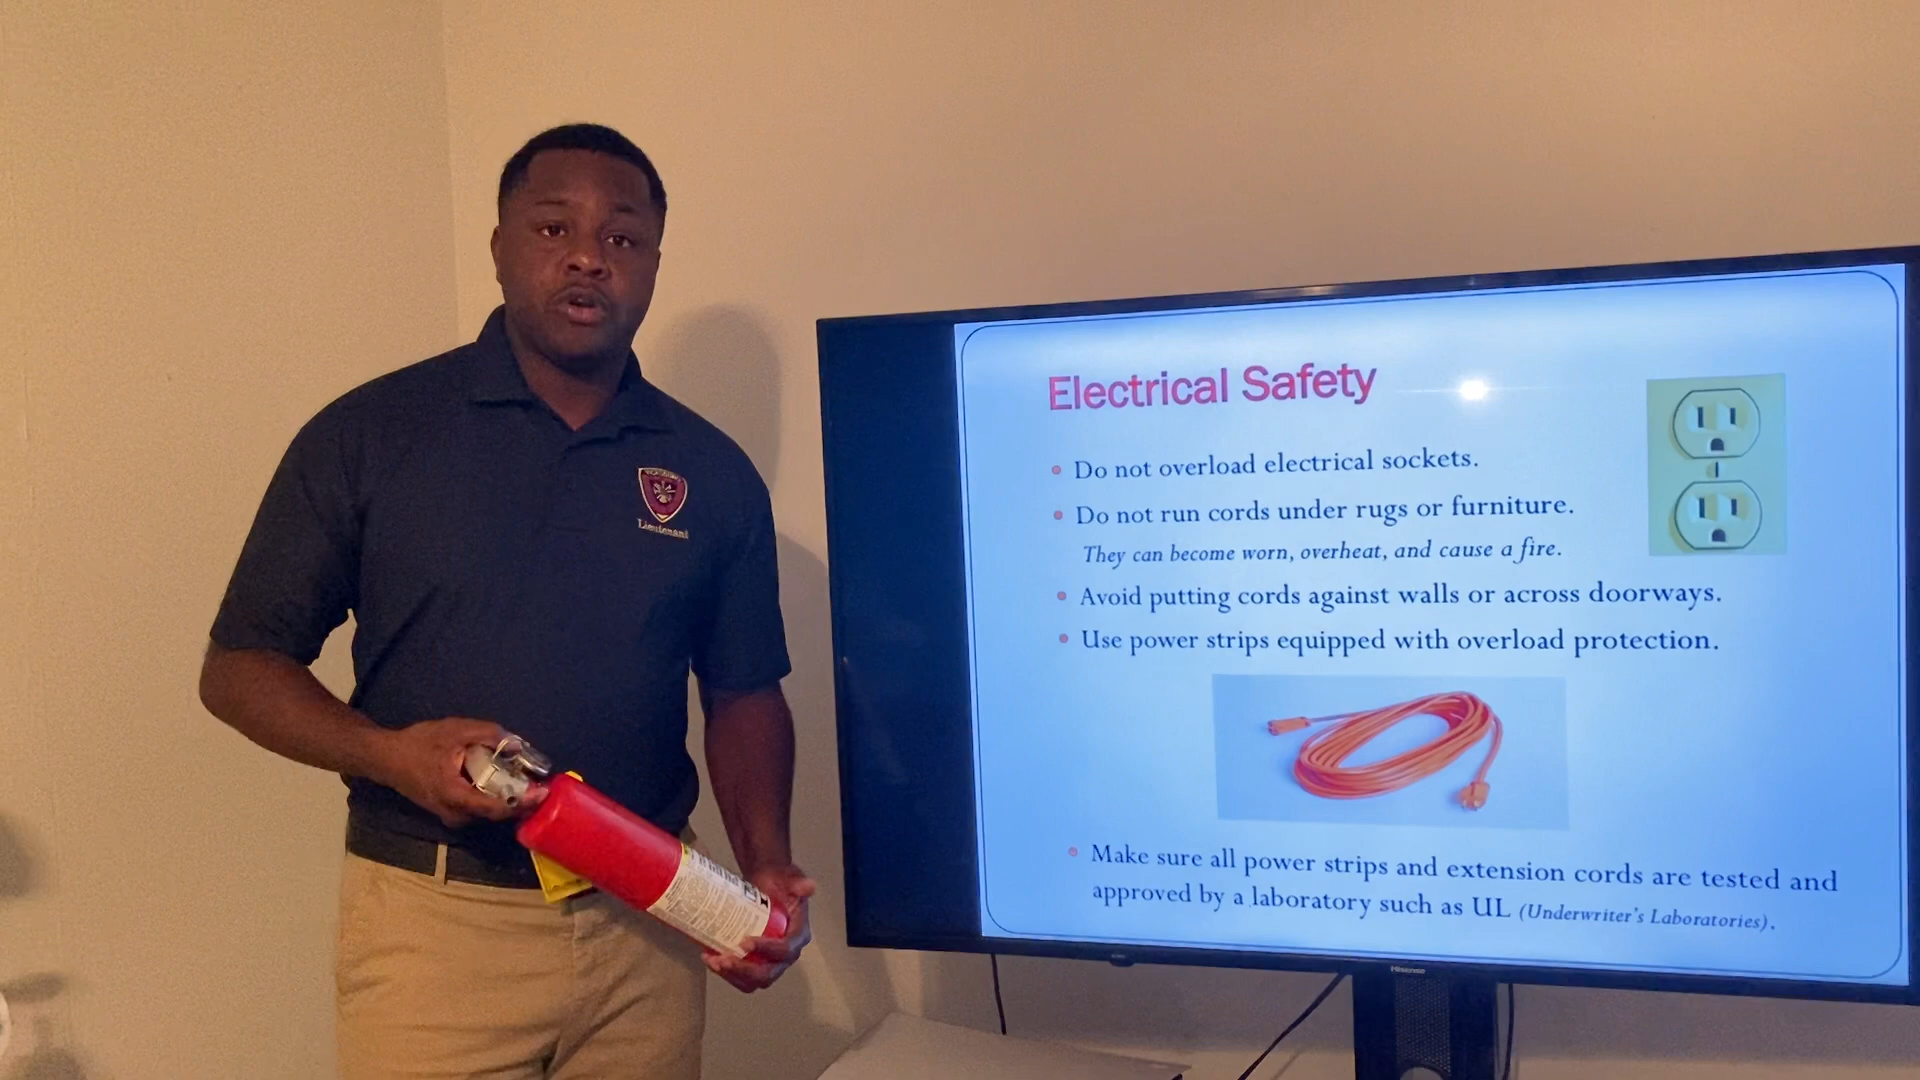 Lieutenant
Electrical Safety
Do not overload electrical sockets.
Do not run cords under rugs or furniture.
They can become worn, overheat, and cause a fire.
Avoid putting cords against walls or across doorways.
Use power strips equipped with overload protection.
Make sure all power strips and extension cords are tested and
approved by a laboratory such as UL (Underwriter's Laboratories).
Hisense